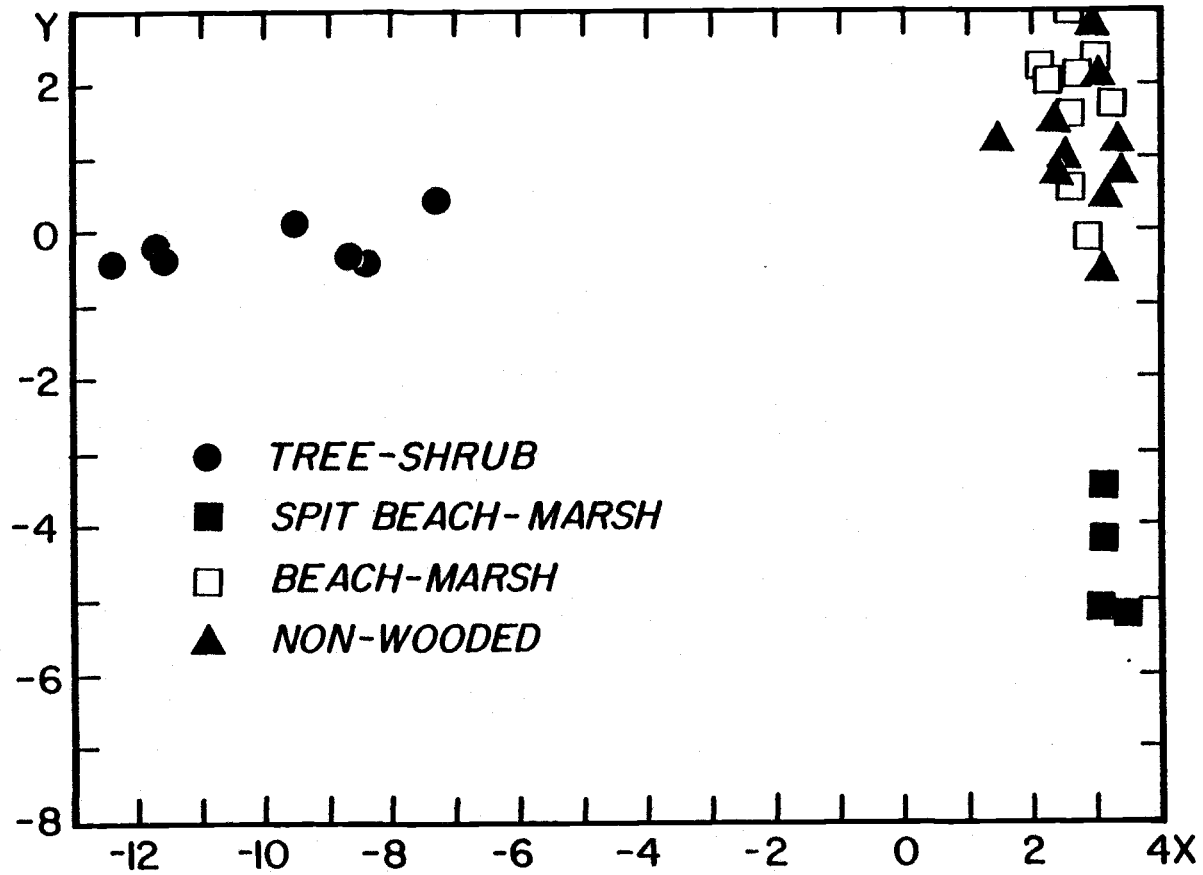 Y
2
0
-2
-4
-6
-8
TREE-SHRUB
SPIT BEACH-MARSH
BEACH-MARSH
NON-WOODED
-12 -10 -8 -6 -4 -2 0 2 4X